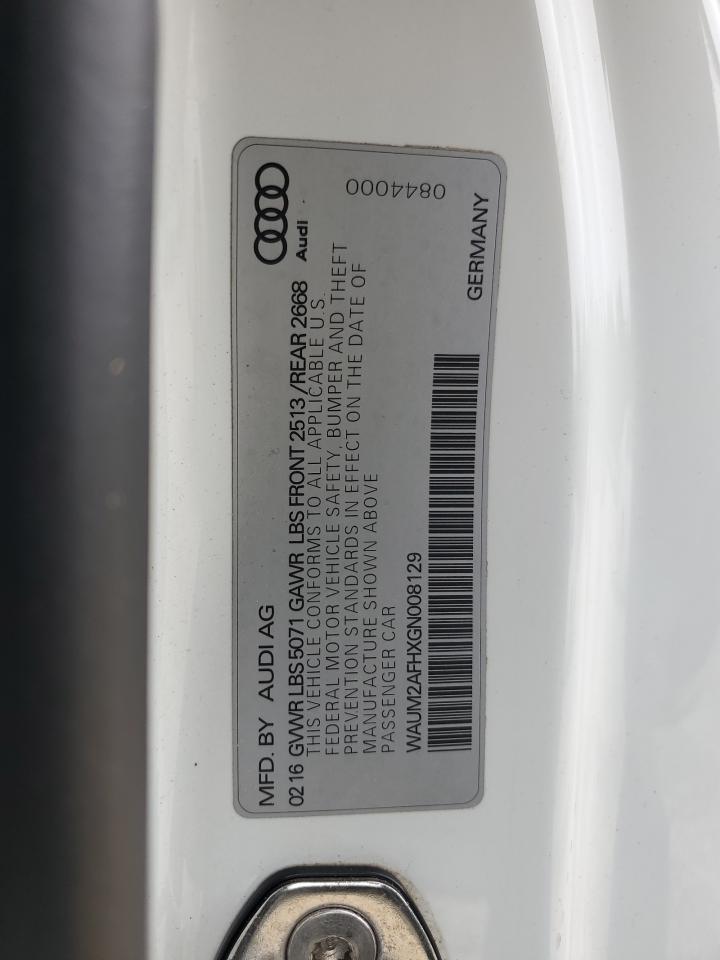 MFD. BY AUDI AG
Audi
02 16 GVWR LBS 5071 GAWR LBS FRONT 2513 /REAR 2668
THIS VEHICLE CONFORMS TO ALL APPLICABLE U.S.
FEDERAL MOTOR VEHICLE SAFETY, BUMPER AND THEFT
PREVENTION STANDARDS IN EFFECT ON THE DATE OF
MANUFACTURE SHOWN ABOVE
PASSENGER CAR
0844000
WAUM2AFHXGN008129
GERMANY